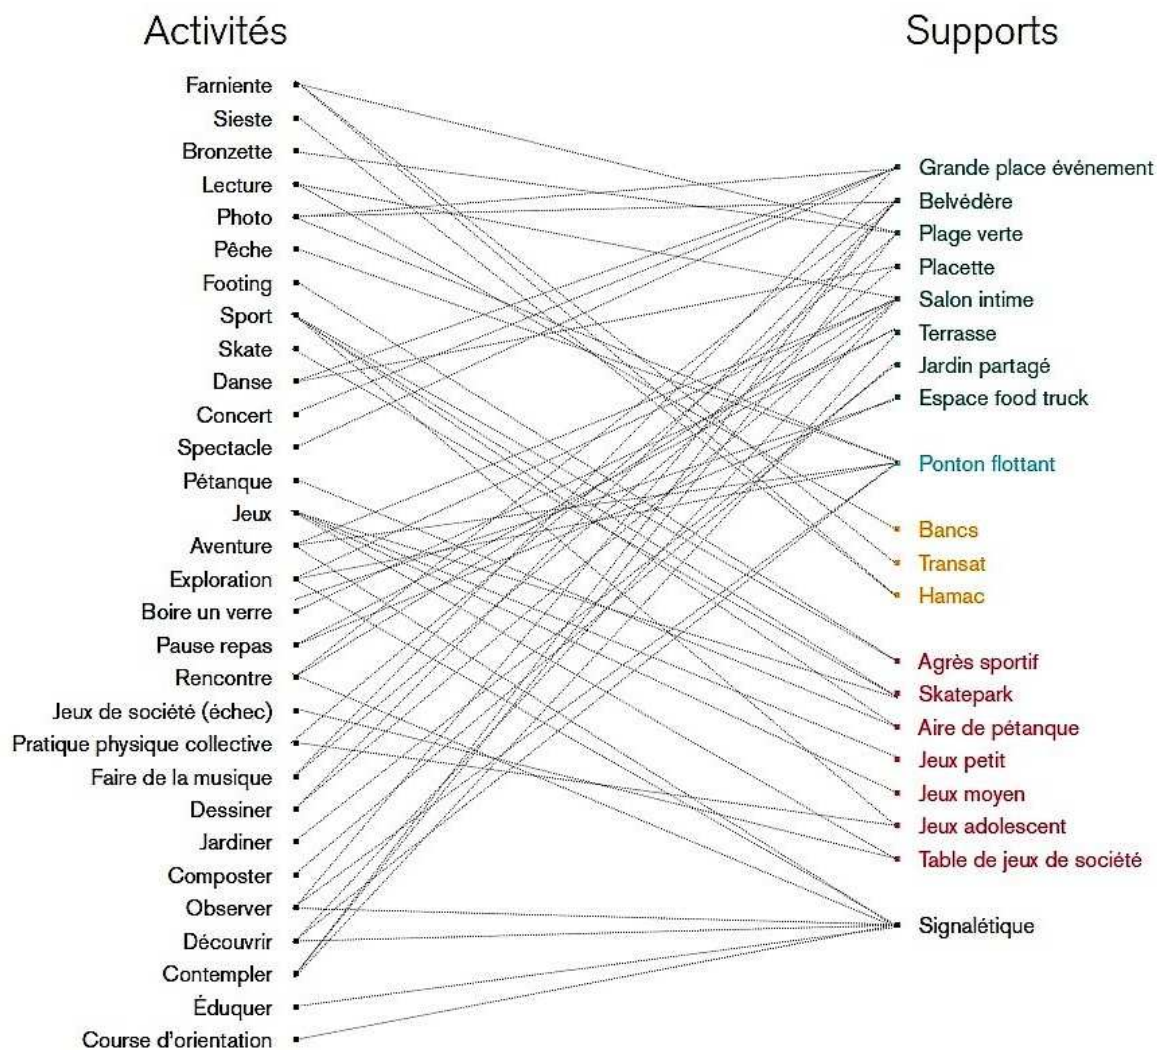 Activités
Farniente
Sieste
Bronzette
Lecture
Photo
Pêche
Footing
Sport
Skate
Danse
Concert
Spectacle
Pétanque
Jeux
Aventure
Exploration
Boire un verre
Pause repas
Rencontre
Jeux de société (échec)
Pratique physique collective
Faire de la musique
Dessiner
Jardiner
Composter
Observer
Découvrir
Contempler
Éduquer
Course d'orientation
Supports
Grande place événement
Belvédère
Plage verte
Placette
Salon intime
Terrasse
Jardin partagé
Espace food truck
Ponton flottant
Bancs
Transat
Hamac
Agrès sportif
Skatepark
Aire de pétanque
Jeux petit
Jeux moyen
Jeux adolescent
Table de jeux de société
Signalétique